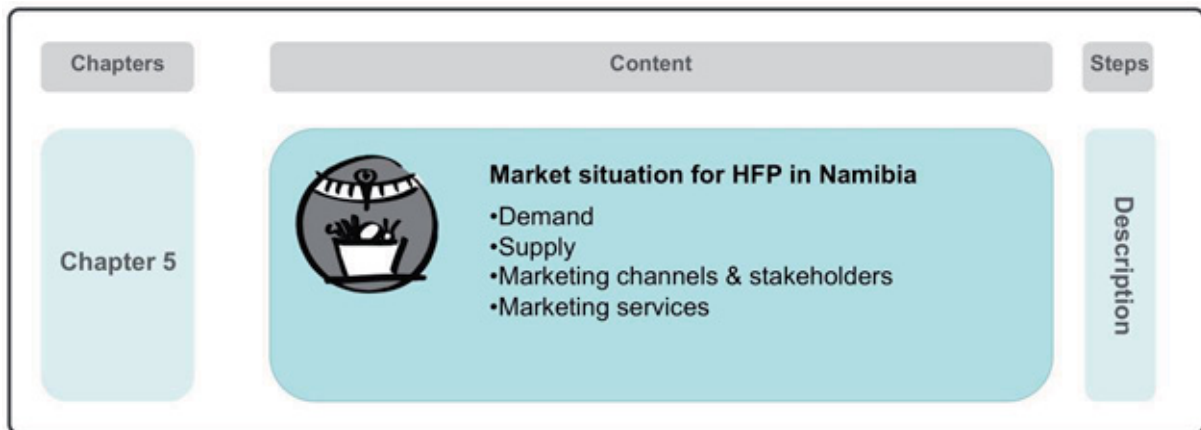 Chapters
Content
Steps
Chapter 5
Market situation for HFP in Namibia
•Demand
•Supply
•Marketing channels & stakeholders
•Marketing services
Description